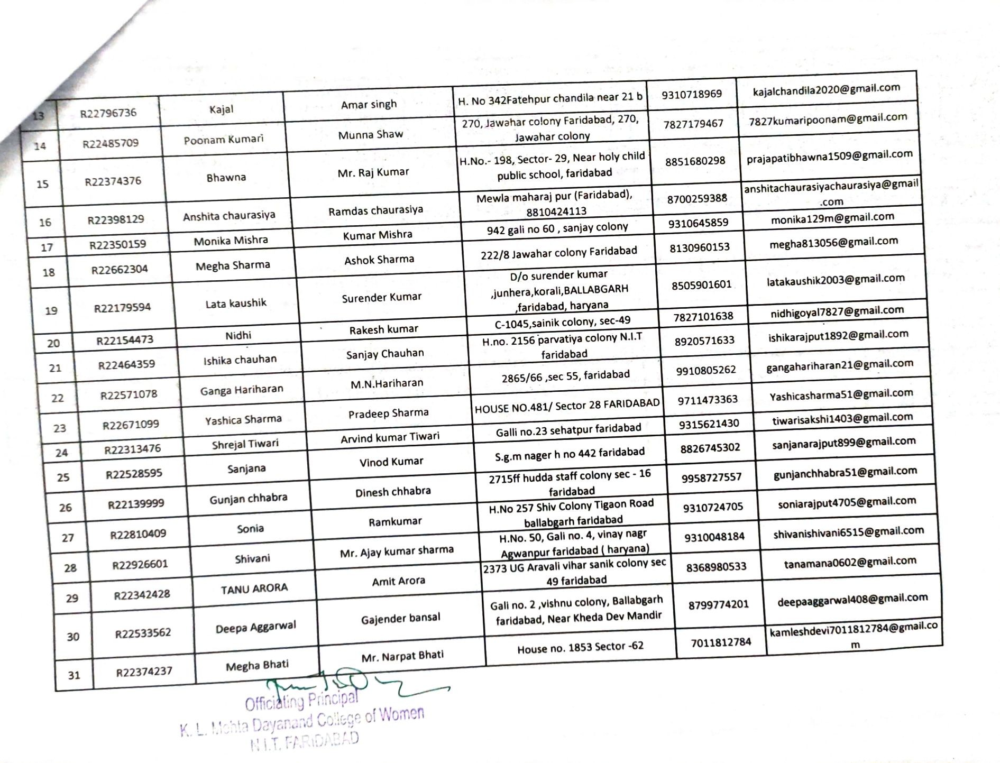 13 R22796736 Kajal Amar singh H. No 342Fatehpur chandila near 21 b 9310718969 kajalchandila2020@gmail.com
14 R22485709 Poonam Kumari Munna Shaw 270, Jawahar colony Faridabad, 270, 7827179467 7827kumaripoonam@gmail.com
Jawahar colony
15 R22374376 Bhawna Mr. Raj Kumar H.No.- 198, Sector- 29, Near holy child 8851680298 prajapatibhawna1509@gmail.com
public school, faridabad
16 R22398129 Anshita chaurasiya Ramdas chaurasiya Mewla maharaj pur (Faridabad), 8700259388 anshitachaurasiyachaurasiya@gmail
8810424113 .com
17 R22350159 Monika Mishra Kumar Mishra 942 gali no 60 , sanjay colony 9310645859 monika129m@gmail.com
18 R22662304 Megha Sharma Ashok Sharma 222/8 Jawahar colony Faridabad 8130960153 megha813056@gmail.com
19 R22179594 Lata kaushik Surender Kumar D/o surender kumar 8505901601 latakaushik2003@gmail.com
,junhera,korali,BALLABGARH
,faridabad, haryana
20 R22154473 Nidhi Rakesh kumar C-1045,sainik colony, sec-49 7827101638 nidhigoyal7827@gmail.com
21 R22464359 Ishika chauhan Sanjay Chauhan H.no. 2156 parvatiya colony N.I.T 8920571633 ishikarajput1892@gmail.com
faridabad
22 R22571078 Ganga Hariharan M.N.Hariharan 2865/66 ,sec 55, faridabad 9910805262 gangahariharan21@gmail.com
23 R22671099 Yashica Sharma Pradeep Sharma HOUSE NO.481/ Sector 28 FARIDABAD 9711473363 Yashicasharma51@gmail.com
24 R22313476 Shrejal Tiwari Arvind kumar Tiwari Galli no.23 sehatpur faridabad 9315621430 tiwarisakshi1403@gmail.com
25 R22528595 Sanjana Vinod Kumar S.g.m nager h no 442 faridabad 8826745302 sanjanarajput899@gmail.com
26 R22139999 Gunjan chhabra Dinesh chhabra 2715ff hudda staff colony sec - 16 9958727557 gunjanchhabra51@gmail.com
faridabad
27 R22810409 Sonia Ramkumar H.No 257 Shiv Colony Tigaon Road 9310724705 soniarajput4705@gmail.com
ballabgarh faridabad
28 R22926601 Shivani Mr. Ajay kumar sharma H.No. 50, Gali no. 4, vinay nagr 9310048184 shivanishivani6515@gmail.com
Agwanpur faridabad ( haryana)
29 R22342428 TANU ARORA Amit Arora 2373 UG Aravali vihar sanik colony sec 8368980533 tanamana0602@gmail.com
49 faridabad
30 R22533562 Deepa Aggarwal Gajender bansal Gali no. 2 ,vishnu colony, Ballabgarh 8799774201 deepaaggarwal408@gmail.com
faridabad, Near Kheda Dev Mandir
31 R22374237 Megha Bhati Mr. Narpat Bhati House no. 1853 Sector -62 7011812784 kamleshdevi7011812784@gmail.co
m
Officiating Principal
K. L. Mehta Dayanand College of Women
N.I.T. FARIDABAD